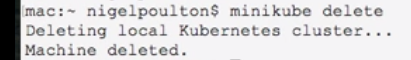 mac:~ nigelpoulton$ minikube delete
Deleting local Kubernetes cluster...
Machine deleted.